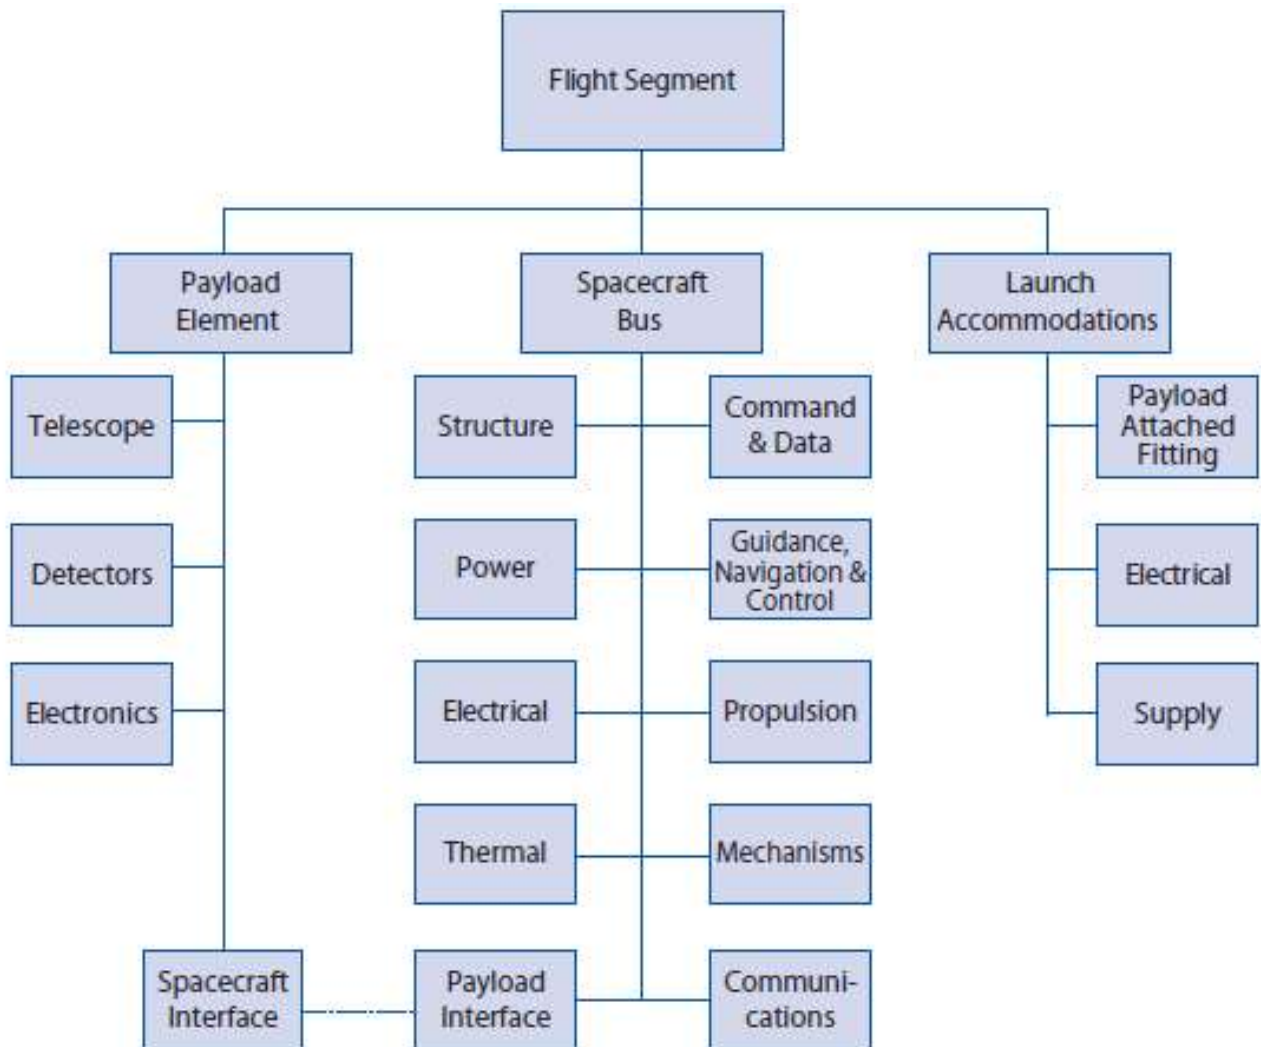 Flight Segment
Payload
Element
Spacecraft
Bus
Launch
Accommodations
Telescope
Structure
Command
& Data
Payload
Attached
Fitting
Detectors
Power
Guidance,
Navigation &
Control
Electrical
Electronics
Electrical
Propulsion
Supply
Thermal
Mechanisms
Spacecraft
Interface
Payload
Interface
Communi-
cations